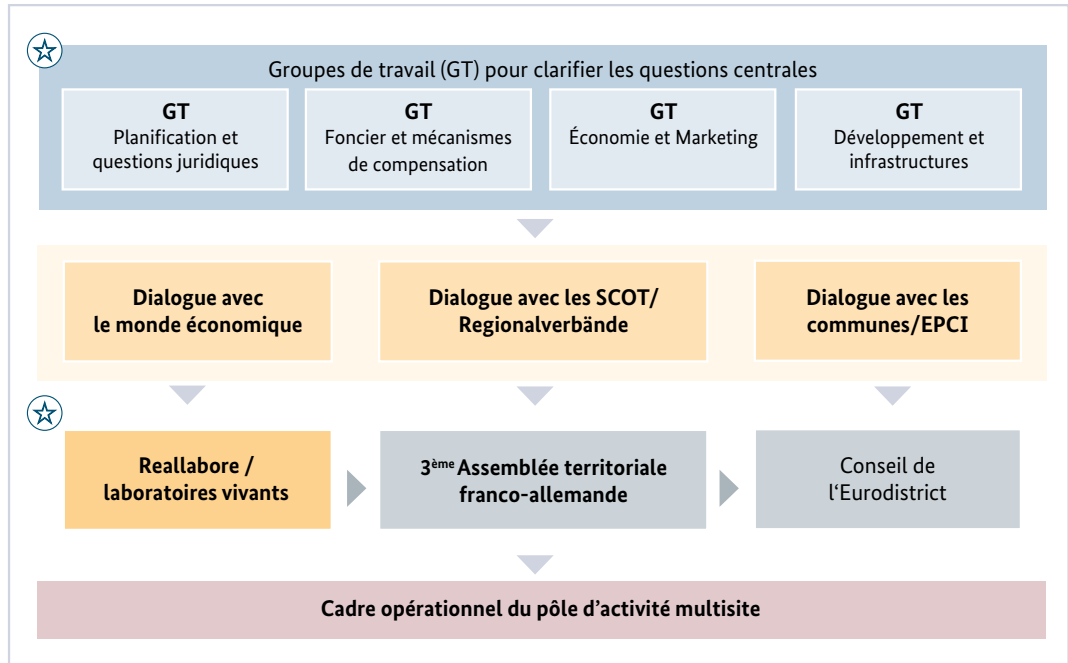 Groupes de travail (GT) pour clarifier les questions centrales
GT
Planification et
questions juridiques
GT
Foncier et mécanismes
de compensation
GT
Économie et Marketing
GT
Développement et
infrastructures
Dialogue avec
le monde économique
Dialogue avec les SCOT/
Regionalverbände
Dialogue avec les
communes/EPCI
Reallabore /
laboratoires vivants
3ème Assemblée territoriale
franco-allemande
Conseil de
l‘Eurodistrict
Cadre opérationnel du pôle d’activité multisite